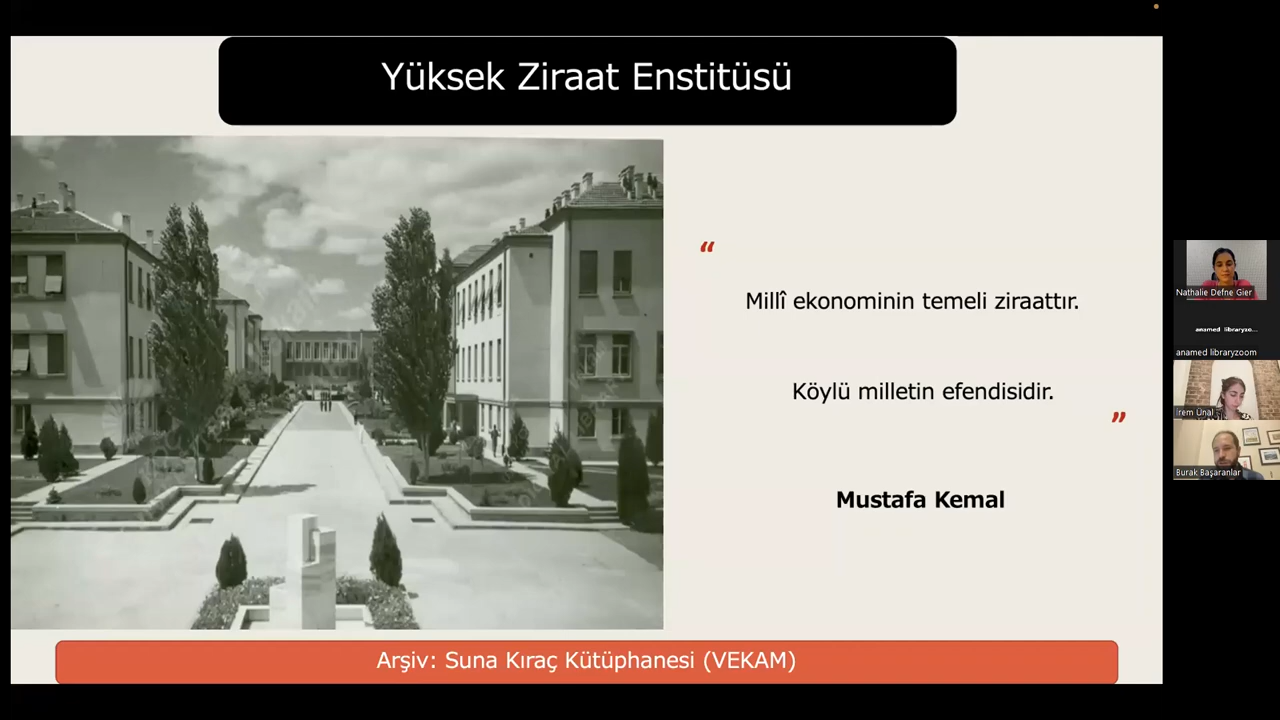 Yüksek Ziraat Enstitüsü
“
Millî ekonominin temeli ziraattır.
Köylü milletin efendisidir.
”
Mustafa Kemal
Arşiv: Suna Kıraç Kütüphanesi (VEKAM)
Nathalie Defne Gier
anamed libraryzo...
anamed libraryzoom
İrem Ünal
Burak Başaranlar